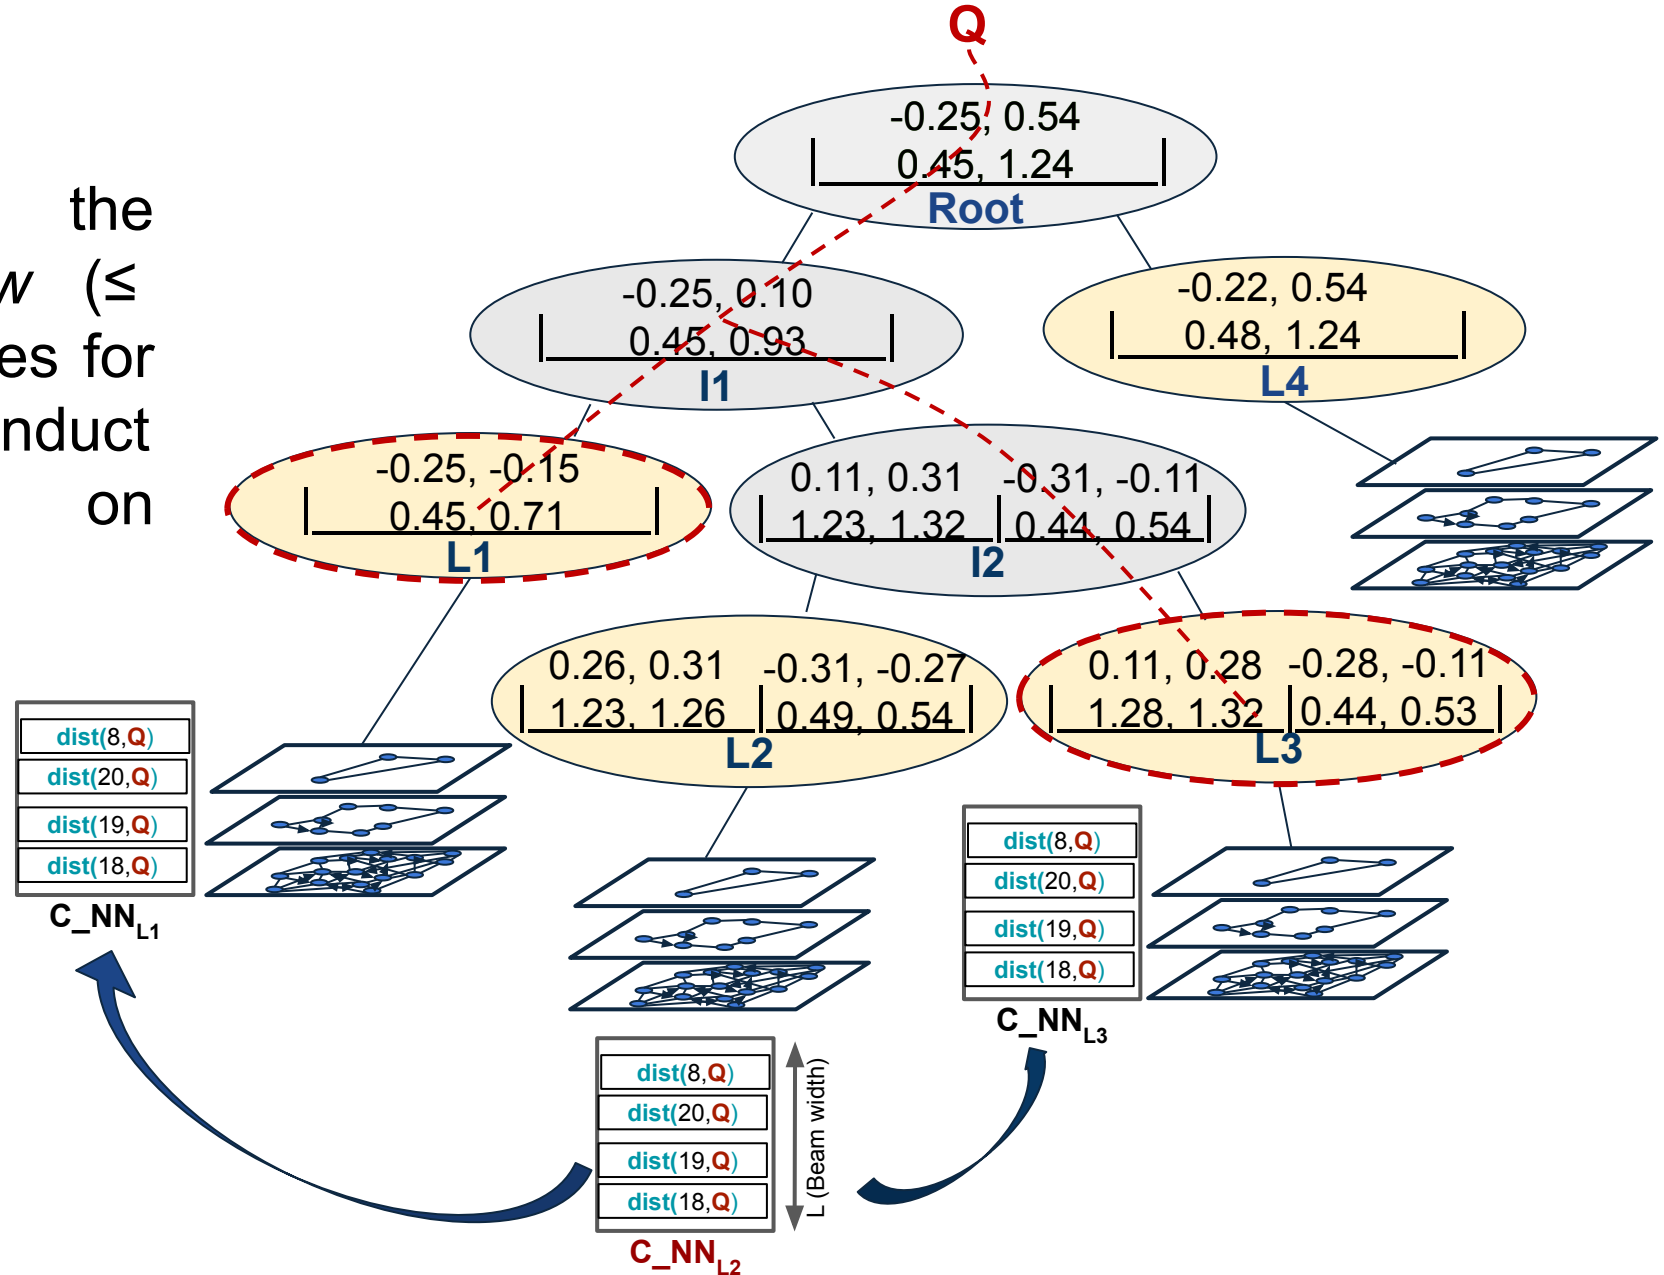 Q
-0.25, 0.54
0.45, 1.24
Root
the
w (≤
es for
nduct
on
-0.25, 0.10
0.45, 0.93
I1
-0.22, 0.54
0.48, 1.24
L4
-0.25, -0.15
0.45, 0.71
L1
0.11, 0.31 -0.31, -0.11
1.23, 1.32 0.44, 0.54
I2
0.26, 0.31 -0.31, -0.27
1.23, 1.26 0.49, 0.54
L2
0.11, 0.28 -0.28, -0.11
1.28, 1.32 0.44, 0.53
L3
dist(8,Q)
dist(20,Q)
dist(19,Q)
dist(18,Q)
C_NNL1
dist(8,Q)
dist(20,Q)
dist(19,Q)
dist(18,Q)
C_NNL3
dist(8,Q)
dist(20,Q)
dist(19,Q)
dist(18,Q)
L (Beam width)
C_NNL2